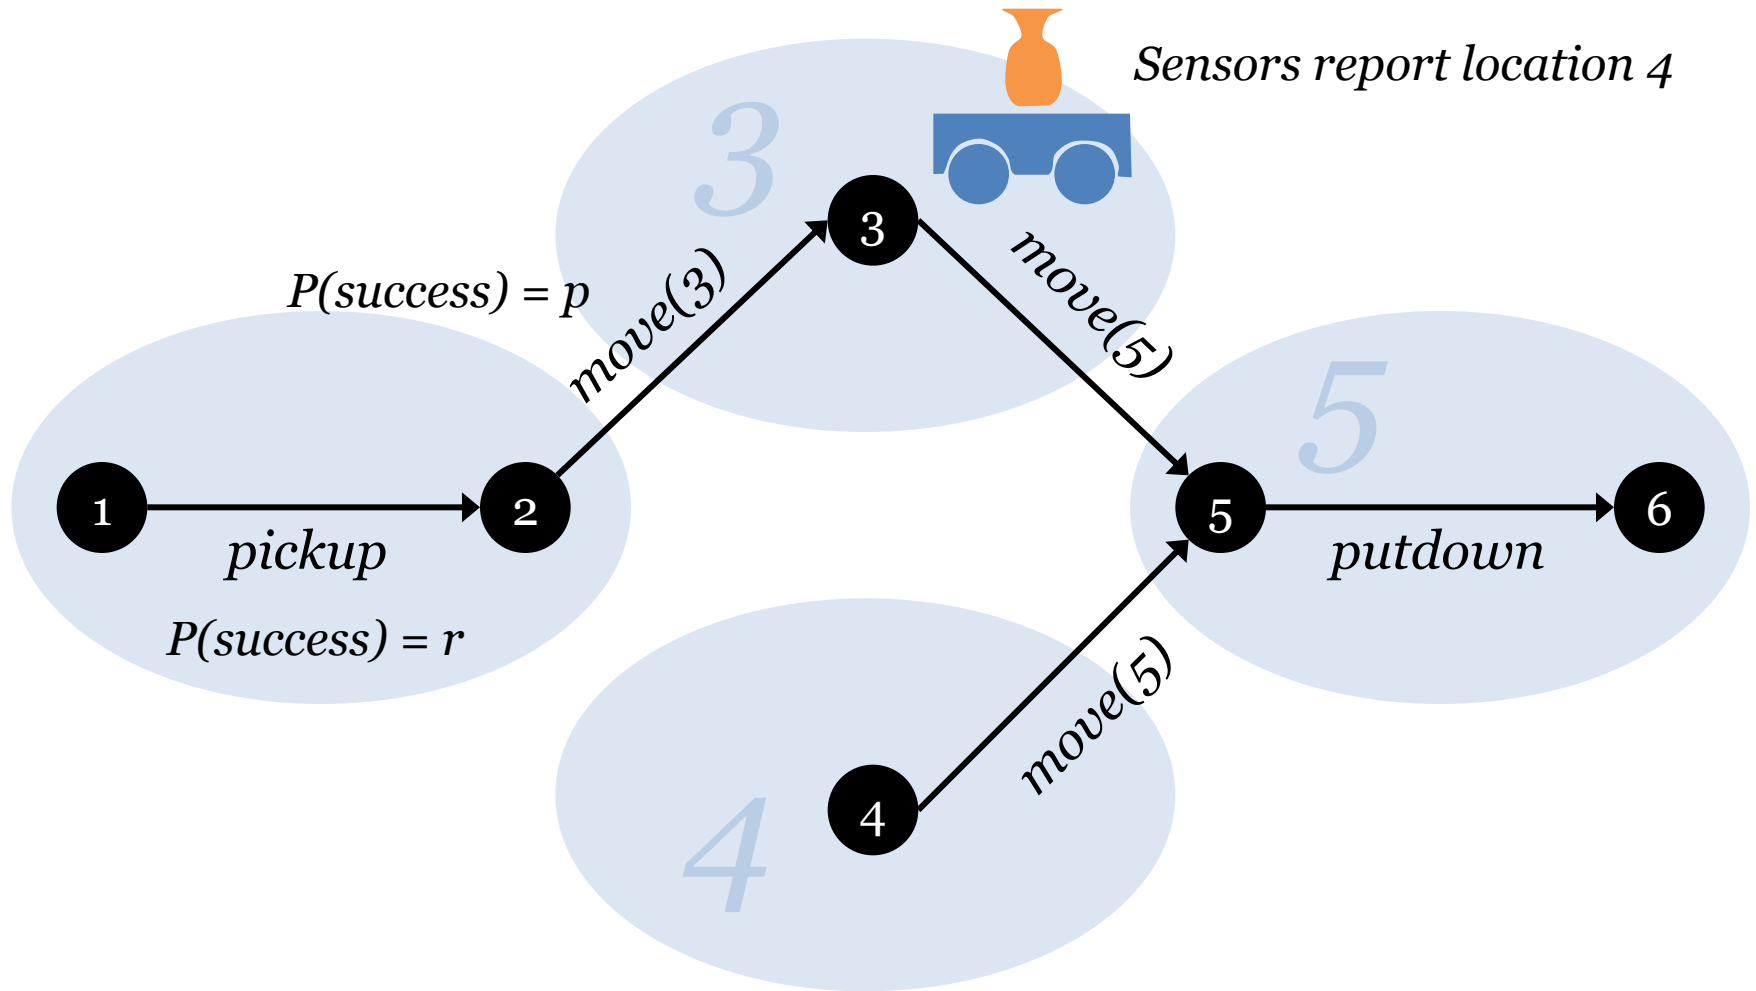 Sensors report location 4
3
3
P(success) = p
move(3)
move(5)
5
1
2
5
6
pickup
putdown
P(success) = r
move(5)
4
4